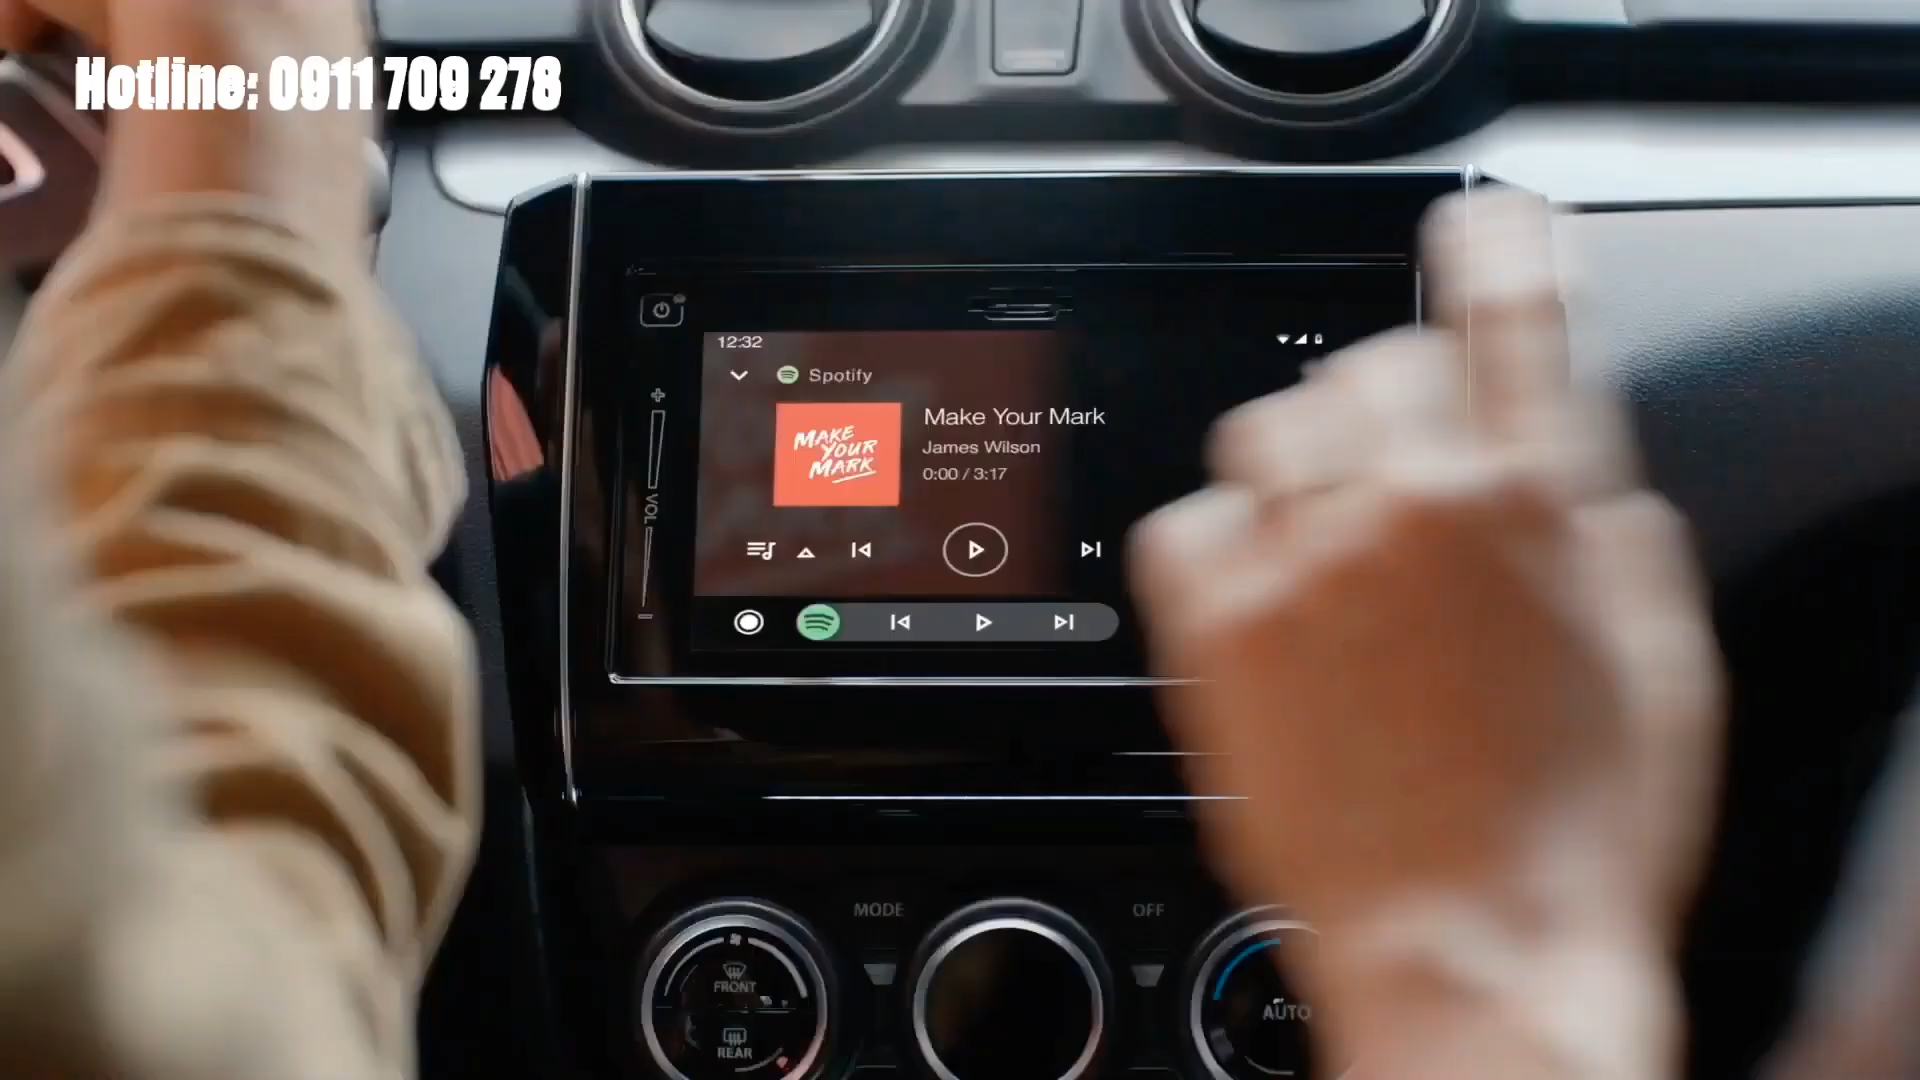 Hotline: 0911 709 278
12:32
Spotify
MAKE
YOUR
MARK
Make Your Mark
James Wilson
0:00 / 3:17
VOL
MODE
OFF
FRONT
REAR
AUTO